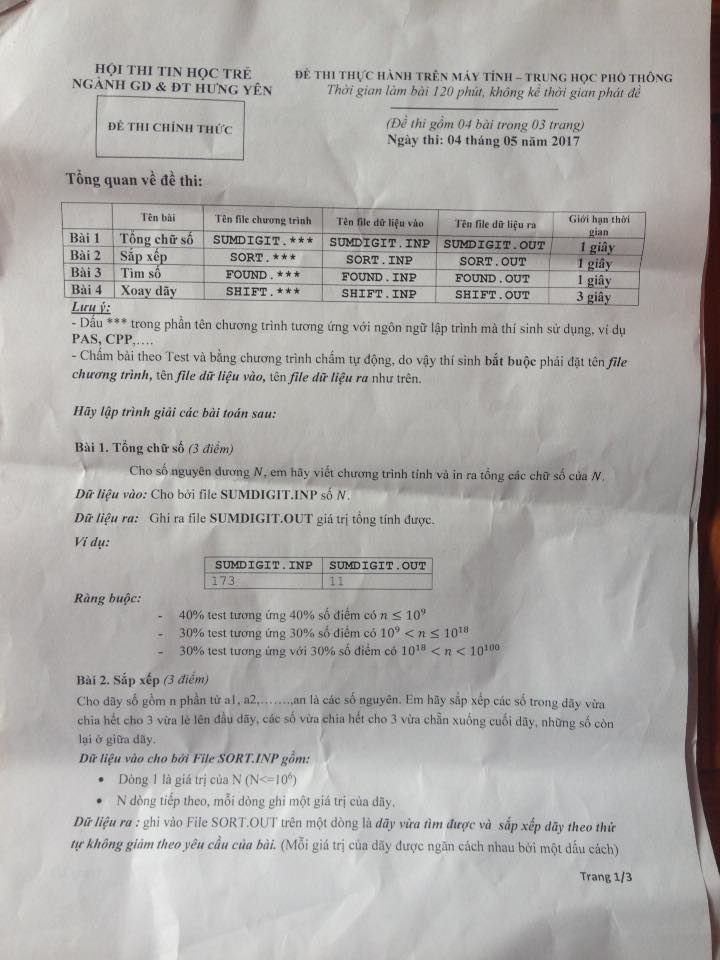 HỘI THI TIN HỌC TRẺ
NGÀNH GD & ĐT HƯNG YÊN
ĐỀ THI CHÍNH THỨC
ĐỀ THI THỰC HÀNH TRÊN MÁY TÍNH – TRUNG HỌC PHỔ THÔNG
Thời gian làm bài 120 phút, không kể thời gian phát đề
(Đề thi gồm 04 bài trong 03 trang)
Ngày thi: 04 tháng 05 năm 2017
Tổng quan về đề thi:
Tên bài Tên file chương trình Tên file dữ liệu vào Tên file dữ liệu ra Giới hạn thời gian
Bài 1 Tổng chữ số SUMDIGIT.*** SUMDIGIT.INP SUMDIGIT.OUT 1 giây
Bài 2 Sắp xếp SORT.*** SORT.INP SORT.OUT 1 giây
Bài 3 Tìm số FOUND.*** FOUND.INP FOUND.OUT 1 giây
Bài 4 Xoay dãy SHIFT.*** SHIFT.INP SHIFT.OUT 3 giây
Lưu ý:
- Dấu *** trong phần tên chương trình tương ứng với ngôn ngữ lập trình mà thí sinh sử dụng, ví dụ
PAS, CPP,….
- Chấm bài theo Test và bằng chương trình chấm tự động, do vậy thí sinh bắt buộc phải đặt tên file
chương trình, tên file dữ liệu vào, tên file dữ liệu ra như trên.
Hãy lập trình giải các bài toán sau:
Bài 1. Tổng chữ số (3 điểm)
Cho số nguyên dương N, em hãy viết chương trình tính và in ra tổng các chữ số của N.
Dữ liệu vào: Cho bởi file SUMDIGIT.INP số N.
Dữ liệu ra: Ghi ra file SUMDIGIT.OUT giá trị tổng tính được.
Ví dụ:
SUMDIGIT.INP SUMDIGIT.OUT
173 11
Ràng buộc:
- 40% test tương ứng 40% số điểm có n ≤ 10⁹
- 30% test tương ứng 30% số điểm có 10⁹ < n ≤ 10¹⁸
- 30% test tương ứng với 30% số điểm có 10¹⁸ < n < 10¹⁰⁰
Bài 2. Sắp xếp (3 điểm)
Cho dãy số gồm n phần tử a1, a2,…….,an là các số nguyên. Em hãy sắp xếp các số trong dãy vừa
chia hết cho 3 vừa lẻ lên đầu dãy, các số vừa chia hết cho 3 vừa chẵn xuống cuối dãy, những số còn
lại ở giữa dãy.
Dữ liệu vào cho bởi File SORT.INP gồm:
• Dòng 1 là giá trị của N (N<=10⁶)
• N dòng tiếp theo, mỗi dòng ghi một giá trị của dãy.
Dữ liệu ra : ghi vào File SORT.OUT trên một dòng là dãy vừa tìm được và sắp xếp dãy theo thứ
tự không giảm theo yêu cầu của bài. (Mỗi giá trị của dãy được ngăn cách nhau bởi một dấu cách)
Trang 1/3